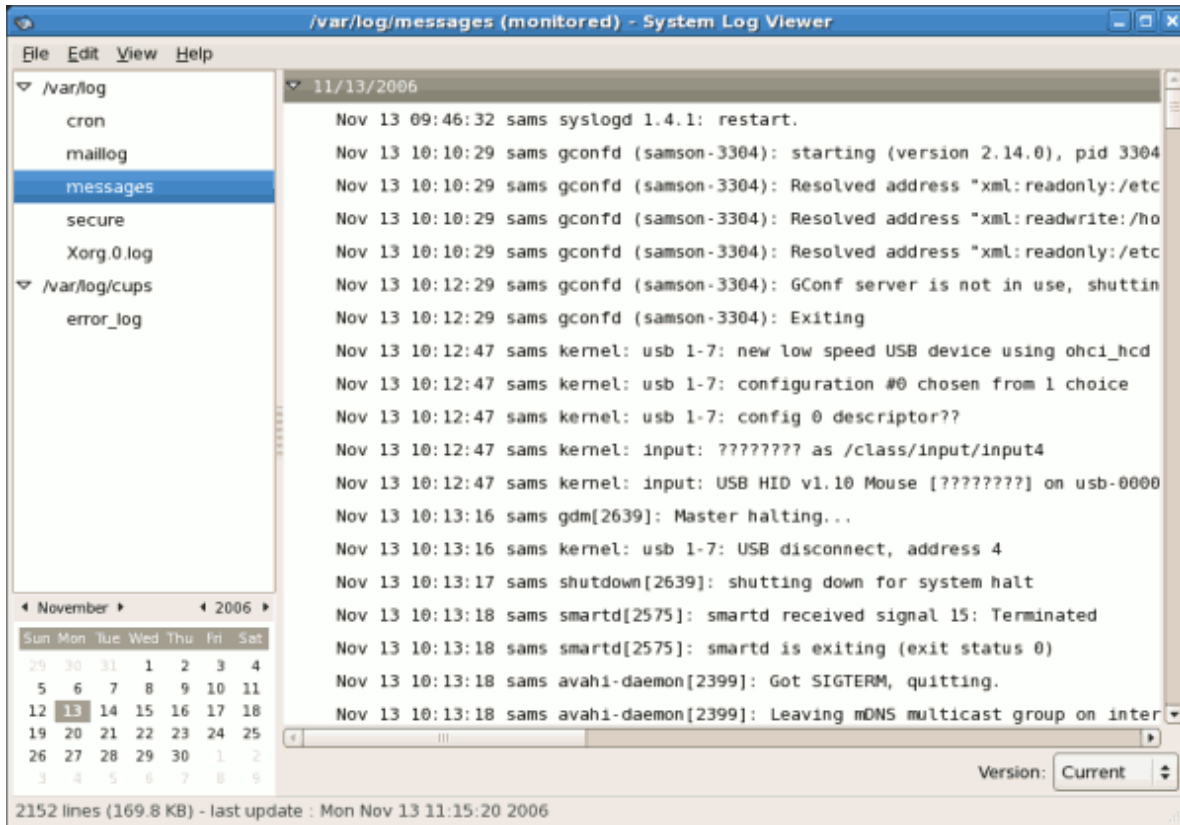 /var/log/messages (monitored) - System Log Viewer
File Edit View Help
/var/log
cron
maillog
messages
secure
Xorg.0.log
/var/log/cups
error_log
11/13/2006
Nov 13 09:46:32 sams syslogd 1.4.1: restart.
Nov 13 10:10:29 sams gconfd (samson-3304): starting (version 2.14.0), pid 3304
Nov 13 10:10:29 sams gconfd (samson-3304): Resolved address "xml:readonly:/etc
Nov 13 10:10:29 sams gconfd (samson-3304): Resolved address "xml:readwrite:/ho
Nov 13 10:10:29 sams gconfd (samson-3304): Resolved address "xml:readonly:/etc
Nov 13 10:12:29 sams gconfd (samson-3304): GConf server is not in use, shuttin
Nov 13 10:12:29 sams gconfd (samson-3304): Exiting
Nov 13 10:12:47 sams kernel: usb 1-7: new low speed USB device using ohci_hcd
Nov 13 10:12:47 sams kernel: usb 1-7: configuration #0 chosen from 1 choice
Nov 13 10:12:47 sams kernel: usb 1-7: config 0 descriptor??
Nov 13 10:12:47 sams kernel: input: ???????? as /class/input/input4
Nov 13 10:12:47 sams kernel: input: USB HID v1.10 Mouse [????????] on usb-0000
Nov 13 10:13:16 sams gdm[2639]: Master halting...
Nov 13 10:13:16 sams kernel: usb 1-7: USB disconnect, address 4
Nov 13 10:13:17 sams shutdown[2639]: shutting down for system halt
Nov 13 10:13:18 sams smartd[2575]: smartd received signal 15: Terminated
Nov 13 10:13:18 sams smartd[2575]: smartd is exiting (exit status 0)
Nov 13 10:13:18 sams avahi-daemon[2399]: Got SIGTERM, quitting.
Nov 13 10:13:18 sams avahi-daemon[2399]: Leaving mDNS multicast group on inter
November 2006
Sun Mon Tue Wed Thu Fri Sat
29 30 31 1 2 3 4
5 6 7 8 9 10 11
12 13 14 15 16 17 18
19 20 21 22 23 24 25
26 27 28 29 30 1 2
3 4 5 6 7 8 9
Version: Current
2152 lines (169.8 KB) - last update : Mon Nov 13 11:15:20 2006